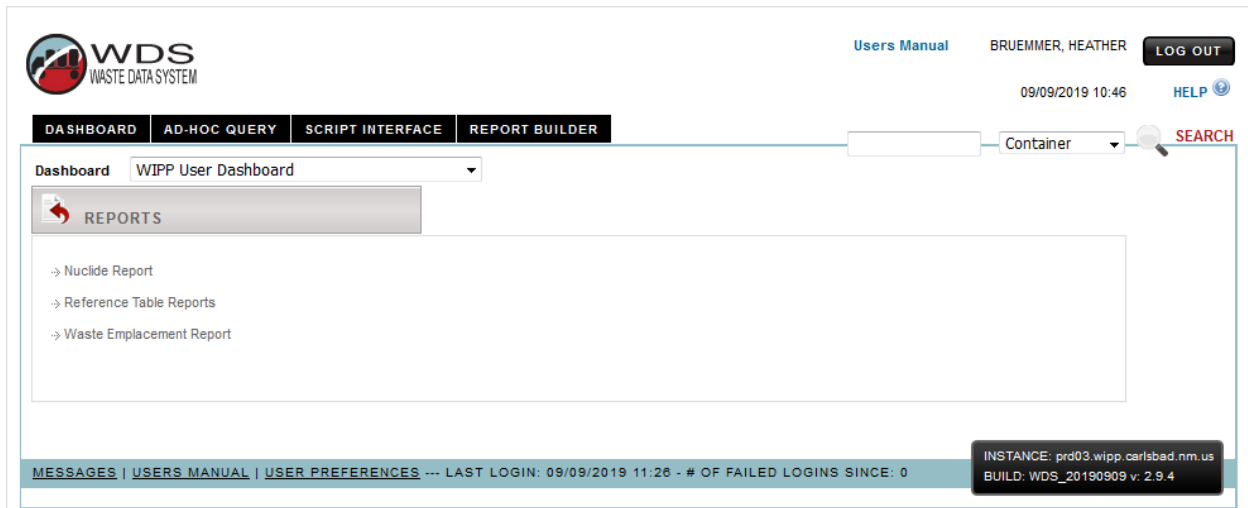 WDS
WASTE DATA SYSTEM
Users Manual BRUEMMER, HEATHER LOG OUT
09/09/2019 10:46 HELP
DASHBOARD AD-HOC QUERY SCRIPT INTERFACE REPORT BUILDER
Container SEARCH
Dashboard WIPP User Dashboard
REPORTS
Nuclide Report
Reference Table Reports
Waste Emplacement Report
MESSAGES | USERS MANUAL | USER PREFERENCES --- LAST LOGIN: 09/09/2019 11:26 - # OF FAILED LOGINS SINCE: 0
INSTANCE: prd03.wipp.carlsbad.nm.us
BUILD: WDS_20190909 v: 2.9.4